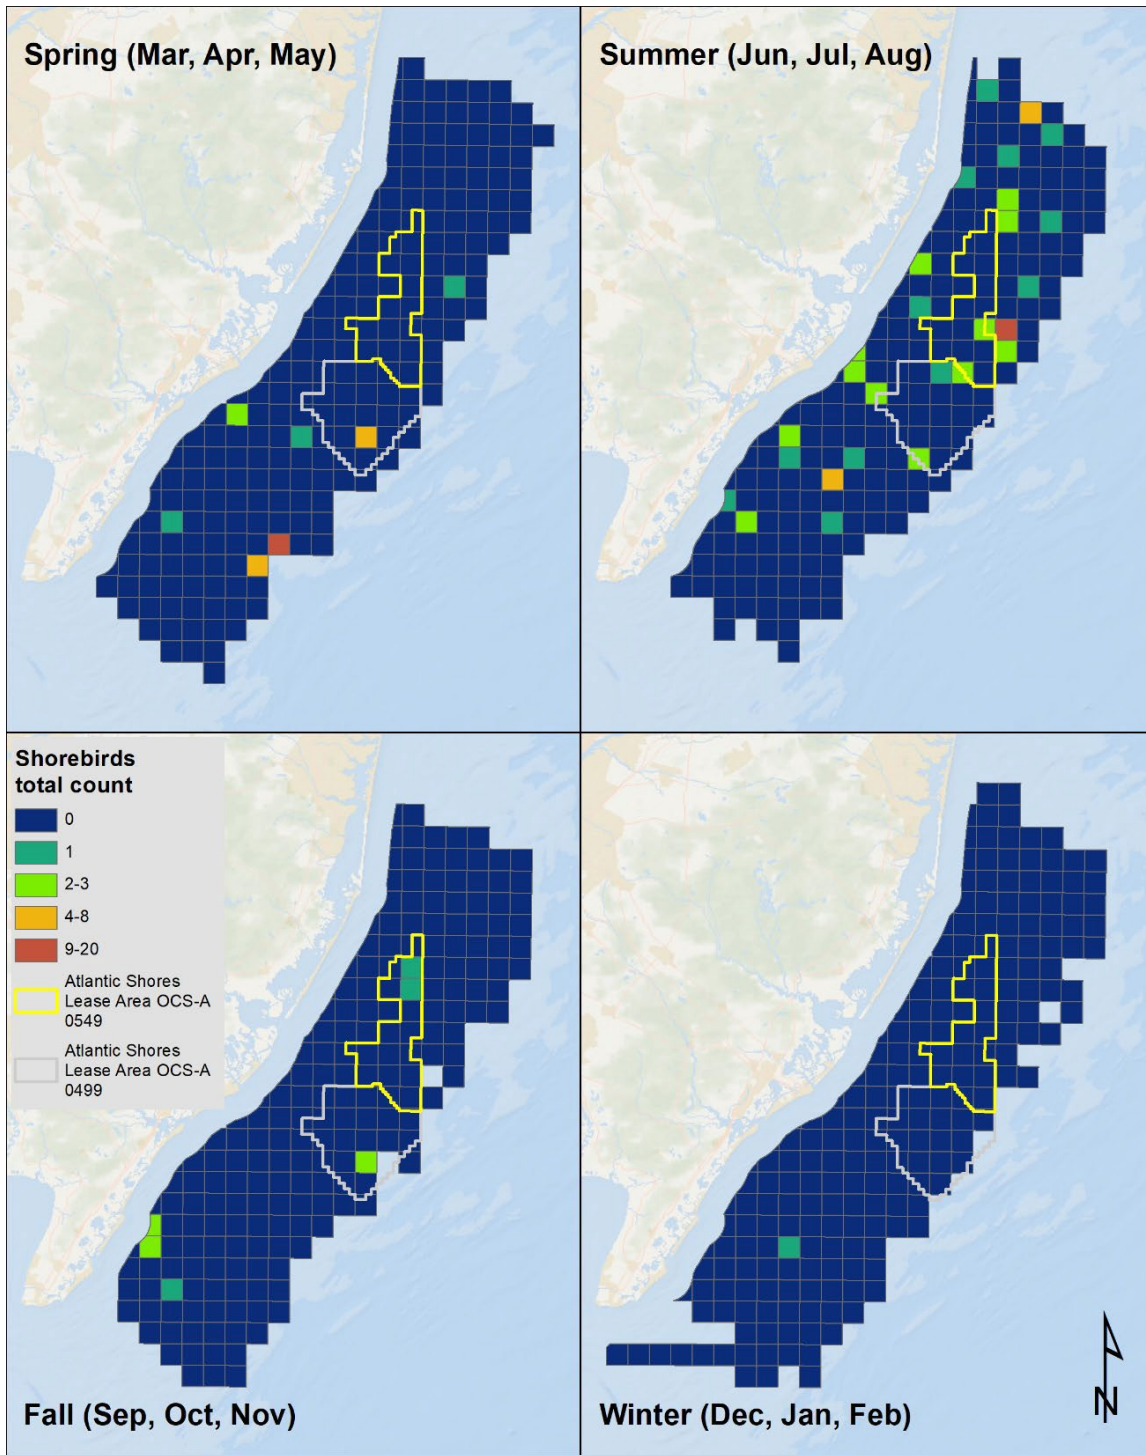 Spring (Mar, Apr, May)
Summer (Jun, Jul, Aug)
Shorebirds
total count
0
1
2-3
4-8
9-20
Atlantic Shores
Lease Area OCS-A
0549
Atlantic Shores
Lease Area OCS-A
0499
Fall (Sep, Oct, Nov)
Winter (Dec, Jan, Feb)
N